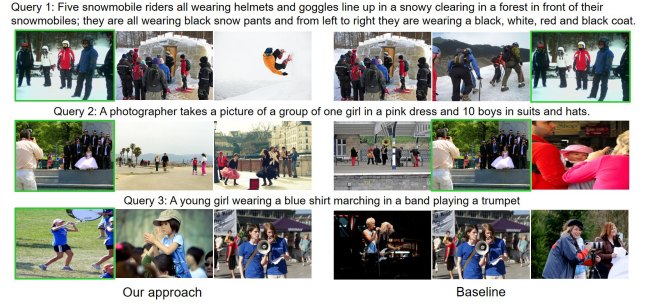 Query 1: Five snowmobile riders all wearing helmets and goggles line up in a snowy clearing in a forest in front of their
snowmobiles; they are all wearing black snow pants and from left to right they are wearing a black, white, red and black coat.
Query 2: A photographer takes a picture of a group of one girl in a pink dress and 10 boys in suits and hats.
Query 3: A young girl wearing a blue shirt marching in a band playing a trumpet
Our approach
Baseline